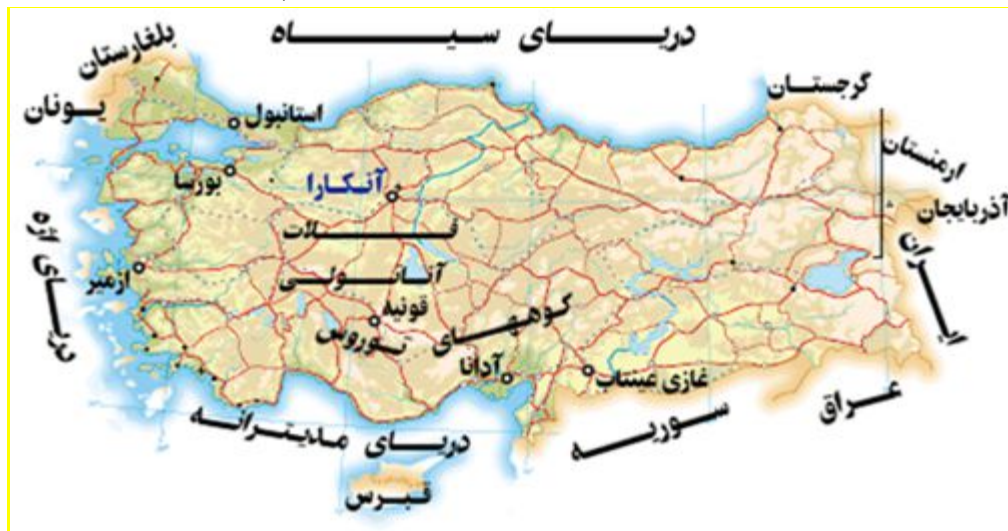 دریای سیاه
بلغارستان
یونان
گرجستان
ارمنستان
آذربایجان
ایران
استانبول
بورسا
آنکارا
فلات
آناتولی
دریای اژه
ازمیر
قونیه
کوههای
توروس
آدانا
غازی عینتاب
عراق
سوریه
دریای مدیترانه
قبرس